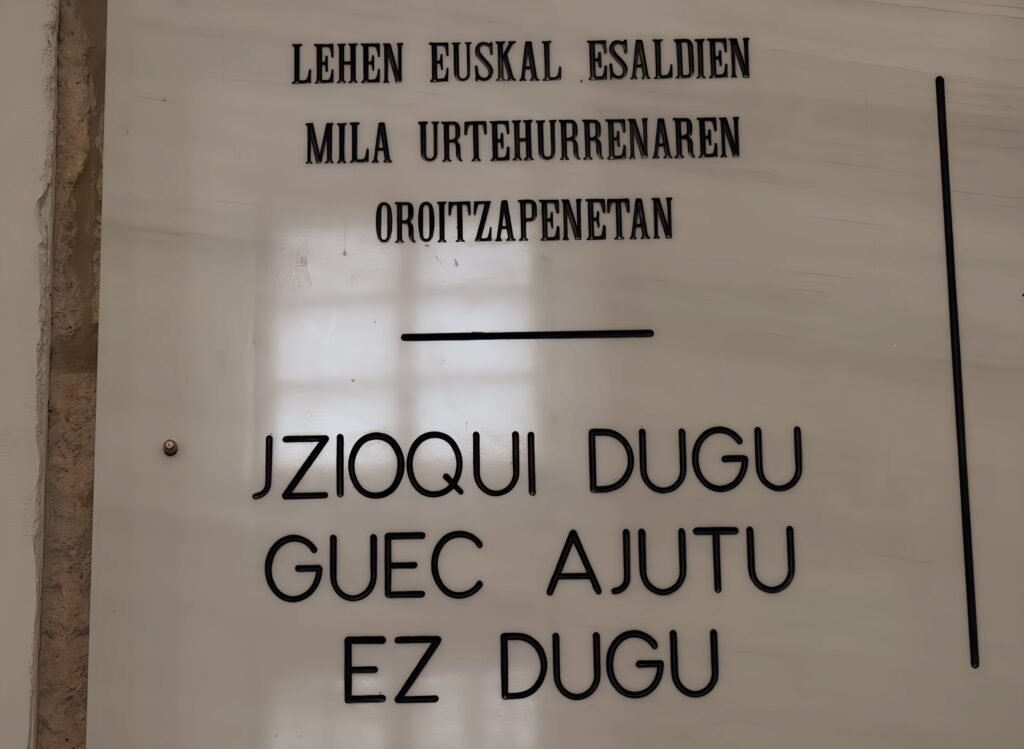 LEHEN EUSKAL ESALDIEN
MILA URTEHURRENAREN
OROITZAPENETAN
JZIOQUI DUGU
GUEC AJUTU
EZ DUGU